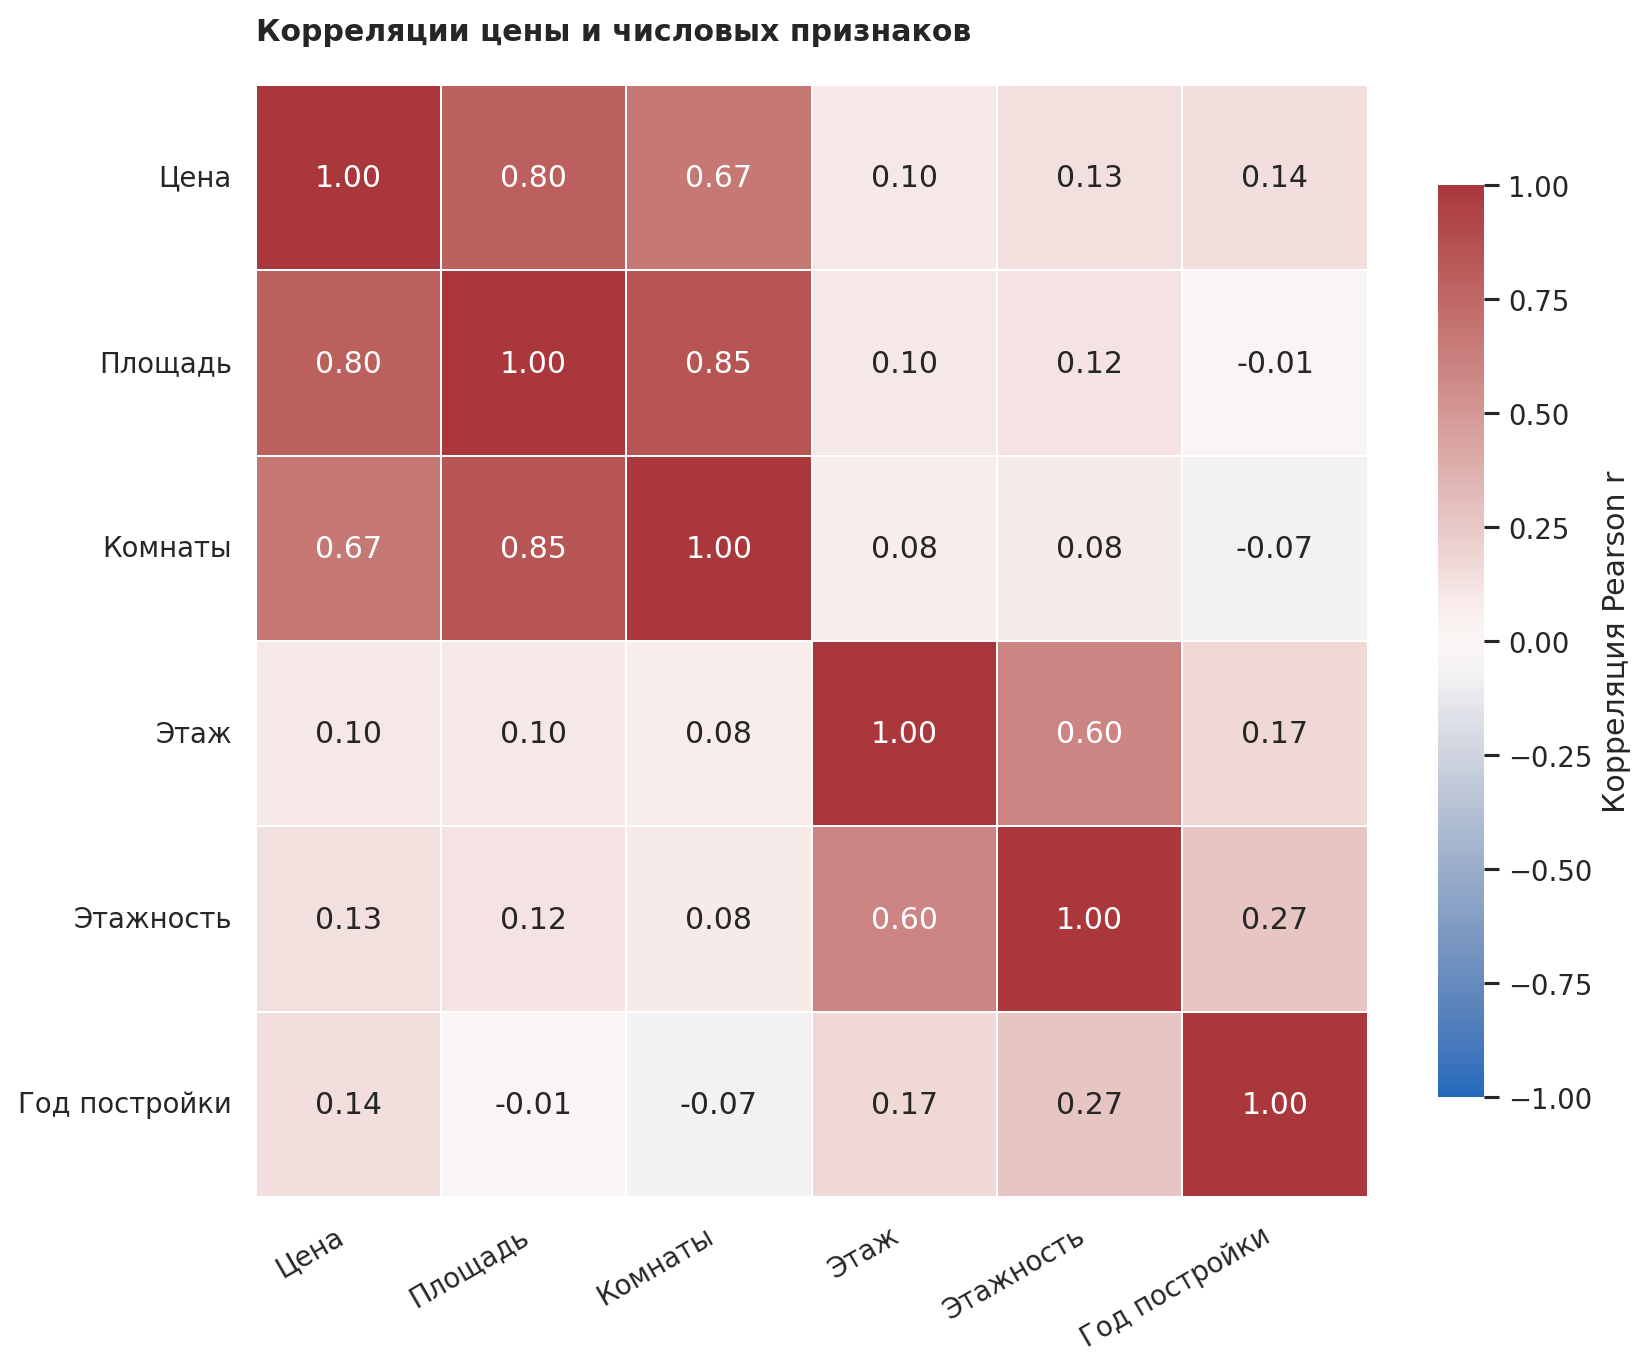 Корреляции цены и числовых признаков
Цена 1.00 0.80 0.67 0.10 0.13 0.14
Площадь 0.80 1.00 0.85 0.10 0.12 -0.01
Комнаты 0.67 0.85 1.00 0.08 0.08 -0.07
Этаж 0.10 0.10 0.08 1.00 0.60 0.17
Этажность 0.13 0.12 0.08 0.60 1.00 0.27
Год постройки 0.14 -0.01 -0.07 0.17 0.27 1.00
Цена
Площадь
Комнаты
Этаж
Этажность
Год постройки
1.00
0.75
0.50
0.25
0.00
−0.25
−0.50
−0.75
−1.00
Корреляция Pearson r